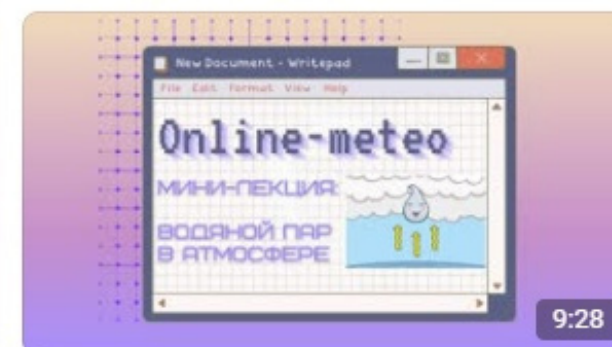 New Document - Writepad
File Edit Format View Help
Online-meteo
МИНИ-ЛЕКЦИЯ:
ВОДЯНОЙ ПАР
В АТМОСФЕРЕ
9:28